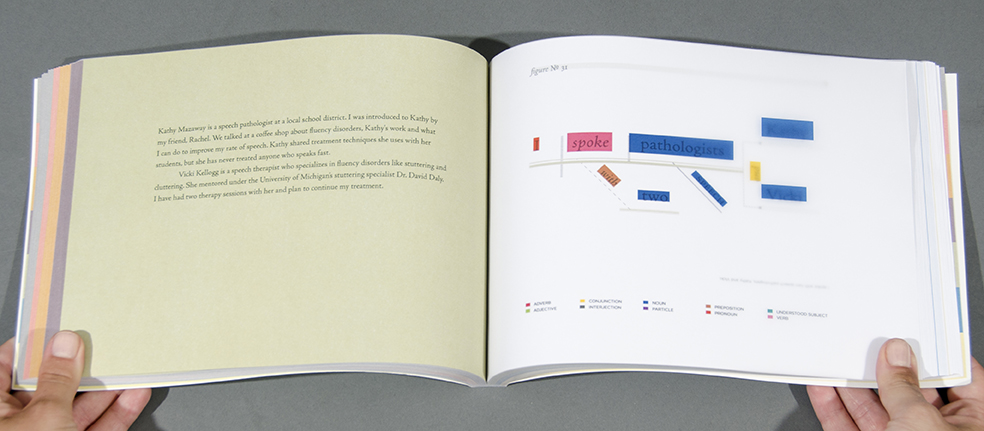 Kathy Mazaway is a speech pathologist at a local school district. I was introduced to Kathy by
my friend, Rachel. We talked at a coffee shop about fluency disorders, Kathy's work and what
I can do to improve my rate of speech. Kathy shared treatment techniques she uses with her
students, but she has never treated anyone who speaks fast.
Vicki Kellogg is a speech therapist who specializes in fluency disorders like stuttering and
cluttering. She mentored under the University of Michigan's stuttering specialist Dr. David Daly.
I have had two therapy sessions with her and plan to continue my treatment.
figure № 32
I spoke pathologists
with two speech
Vicki
ADVERB CONJUNCTION NOUN PREPOSITION UNDERSTOOD SUBJECT
ADJECTIVE INTERJECTION PARTICLE PRONOUN VERB